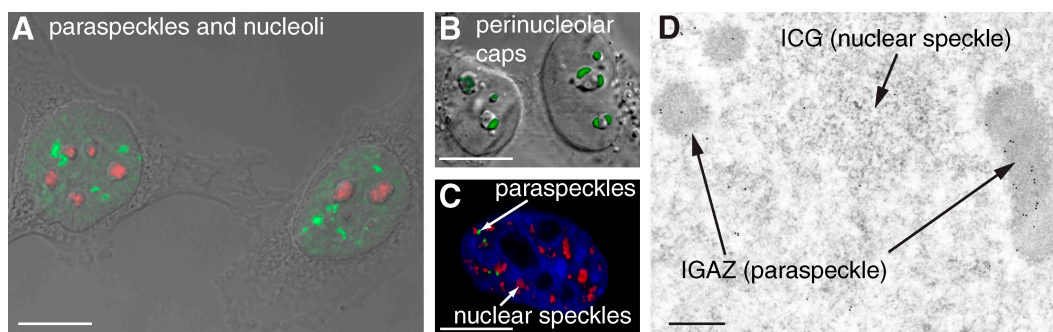 A paraspeckles and nucleoli
B perinucleolar
caps
C paraspeckles
nuclear speckles
D ICG (nuclear speckle)
IGAZ (paraspeckle)